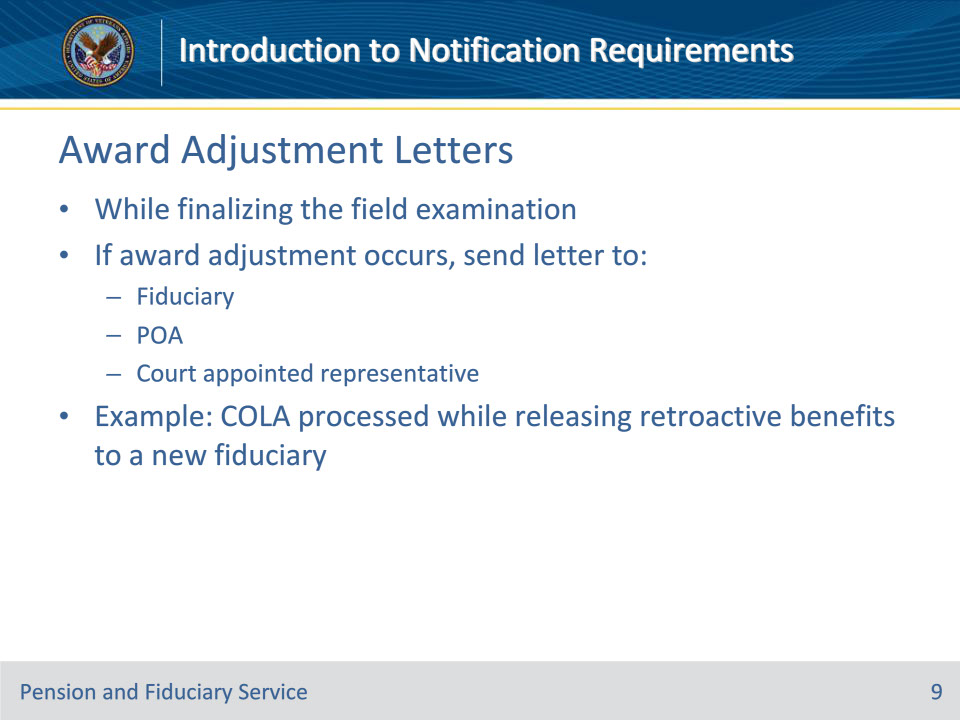 Introduction to Notification Requirements
Award Adjustment Letters
• While finalizing the field examination
• If award adjustment occurs, send letter to:
– Fiduciary
– POA
– Court appointed representative
• Example: COLA processed while releasing retroactive benefits
to a new fiduciary
Pension and Fiduciary Service
9